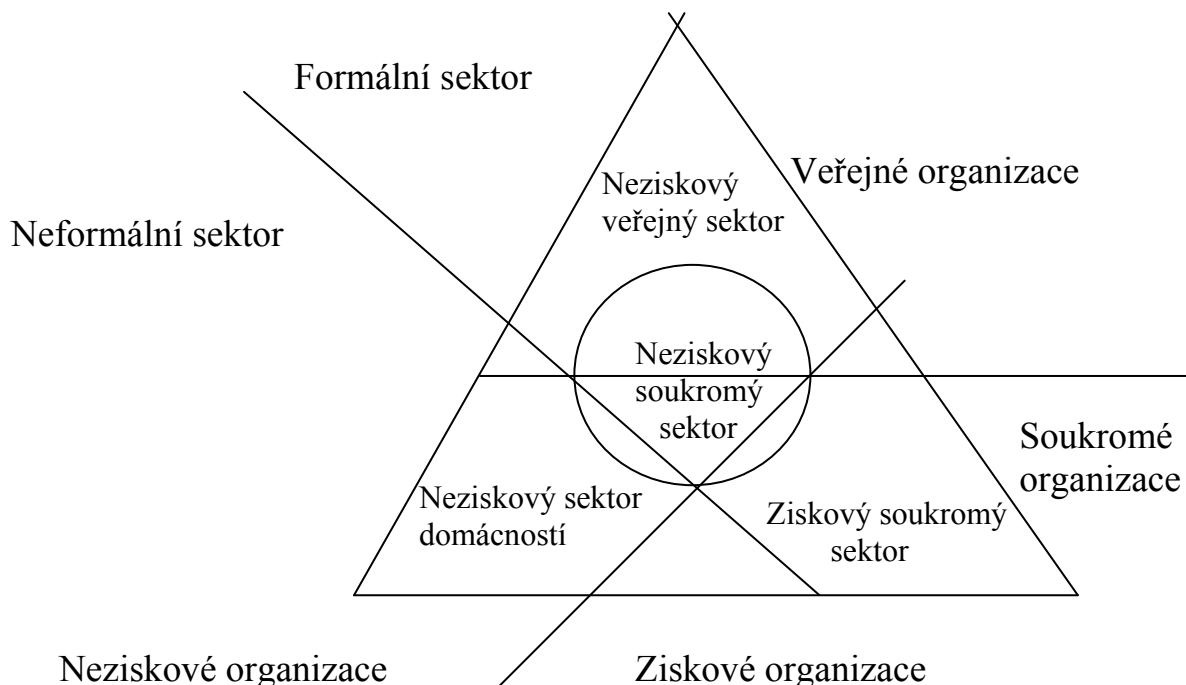 Formální sektor
Veřejné organizace
Neziskový
veřejný sektor
Neformální sektor
Neziskový
soukromý
sektor
Soukromé
organizace
Neziskový sektor
domácností
Ziskový soukromý
sektor
Neziskové organizace
Ziskové organizace